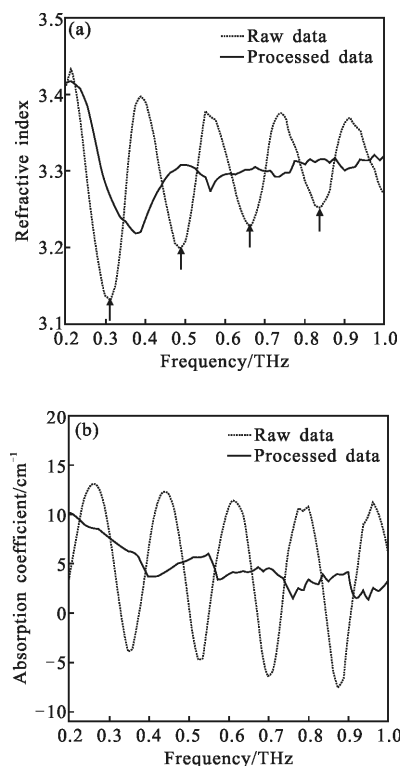 (a)
Raw data
Processed data
3.5
3.4
3.3
3.2
3.1
Refractive index
0.2 0.3 0.4 0.5 0.6 0.7 0.8 0.9 1.0
Frequency/THz
(b)
Raw data
Processed data
20
15
10
5
0
−5
−10
Absorption coefficient/cm⁻¹
0.2 0.3 0.4 0.5 0.6 0.7 0.8 0.9 1.0
Frequency/THz